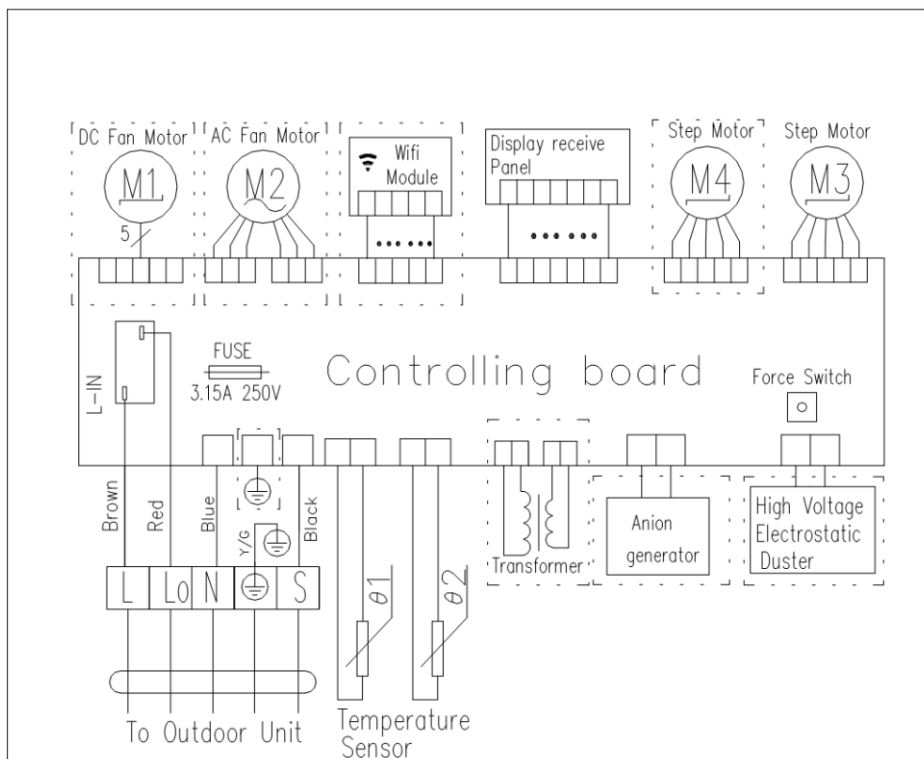 DC Fan Motor
AC Fan Motor
Step Motor
Step Motor
M1
M2
Wifi
Module
Display receive
Panel
M4
M3
5
L-IN
FUSE
3.15A 250V
Controlling board
Force Switch
Brown
Red
Blue
Y/G
Black
L
Lo
N
S
θ1
θ2
Transformer
Anion
generator
High Voltage
Electrostatic
Duster
To Outdoor Unit
Temperature
Sensor